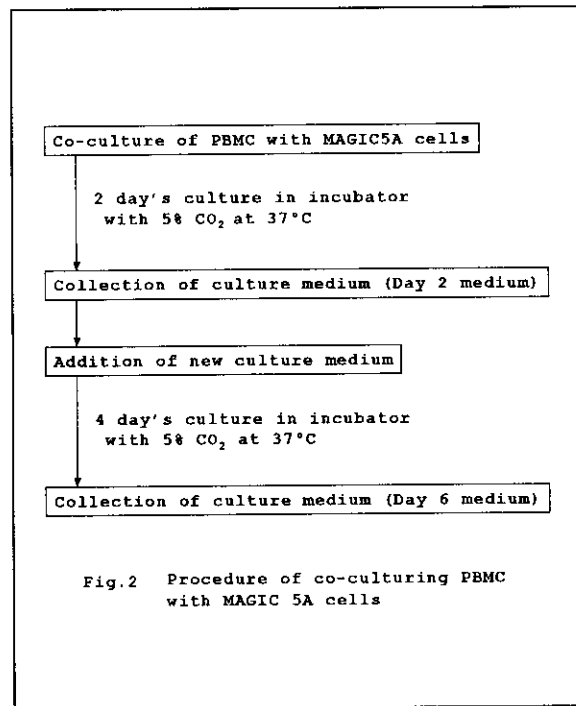 Co-culture of PBMC with MAGIC5A cells
2 day's culture in incubator
with 5% CO₂ at 37°C
Collection of culture medium (Day 2 medium)
Addition of new culture medium
4 day's culture in incubator
with 5% CO₂ at 37°C
Collection of culture medium (Day 6 medium)
Fig.2 Procedure of co-culturing PBMC
with MAGIC 5A cells